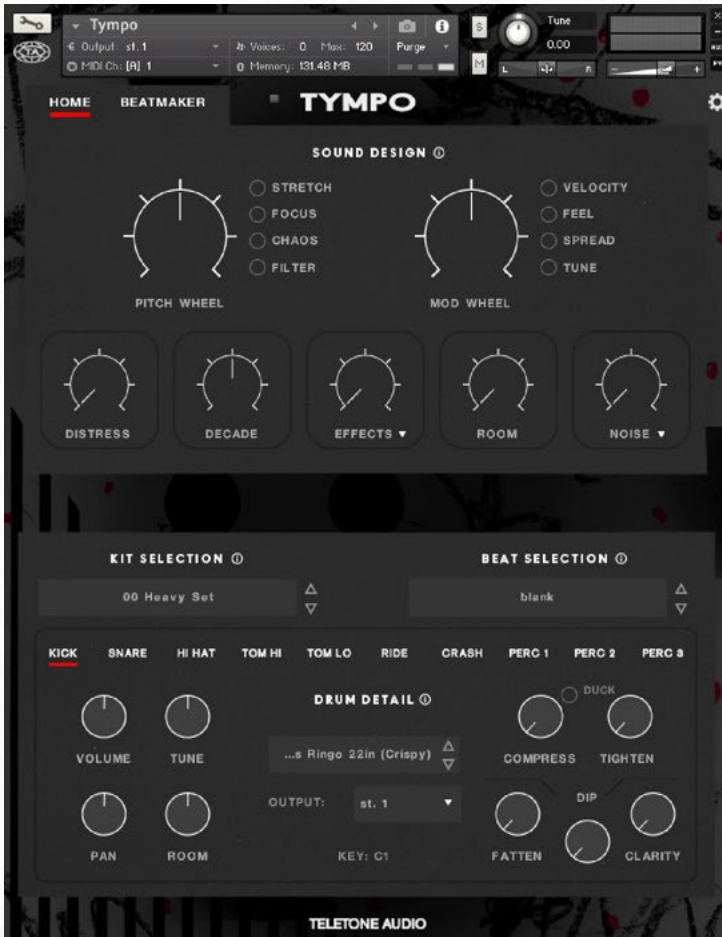 Tympo
Output: st. 1
Voices: 0 Max: 120
Purge
MIDI Ch: [A] 1
Memory: 131.48 MB
S
M
Tune
0.00
L R
- +
TA
HOME BEATMAKER
TYMPO
SOUND DESIGN
STRETCH
FOCUS
CHAOS
FILTER
PITCH WHEEL
VELOCITY
FEEL
SPREAD
TUNE
MOD WHEEL
DISTRESS DECADE EFFECTS ROOM NOISE
KIT SELECTION
00 Heavy Set
BEAT SELECTION
blank
KICK SNARE HI HAT TOM HI TOM LO RIDE CRASH PERC 1 PERC 2 PERC 3
VOLUME TUNE
PAN ROOM
DRUM DETAIL
...s Ringo 22in (Crispy)
OUTPUT: st. 1
KEY: C1
DUCK
COMPRESS TIGHTEN
DIP
FATTEN CLARITY
TELETONE AUDIO